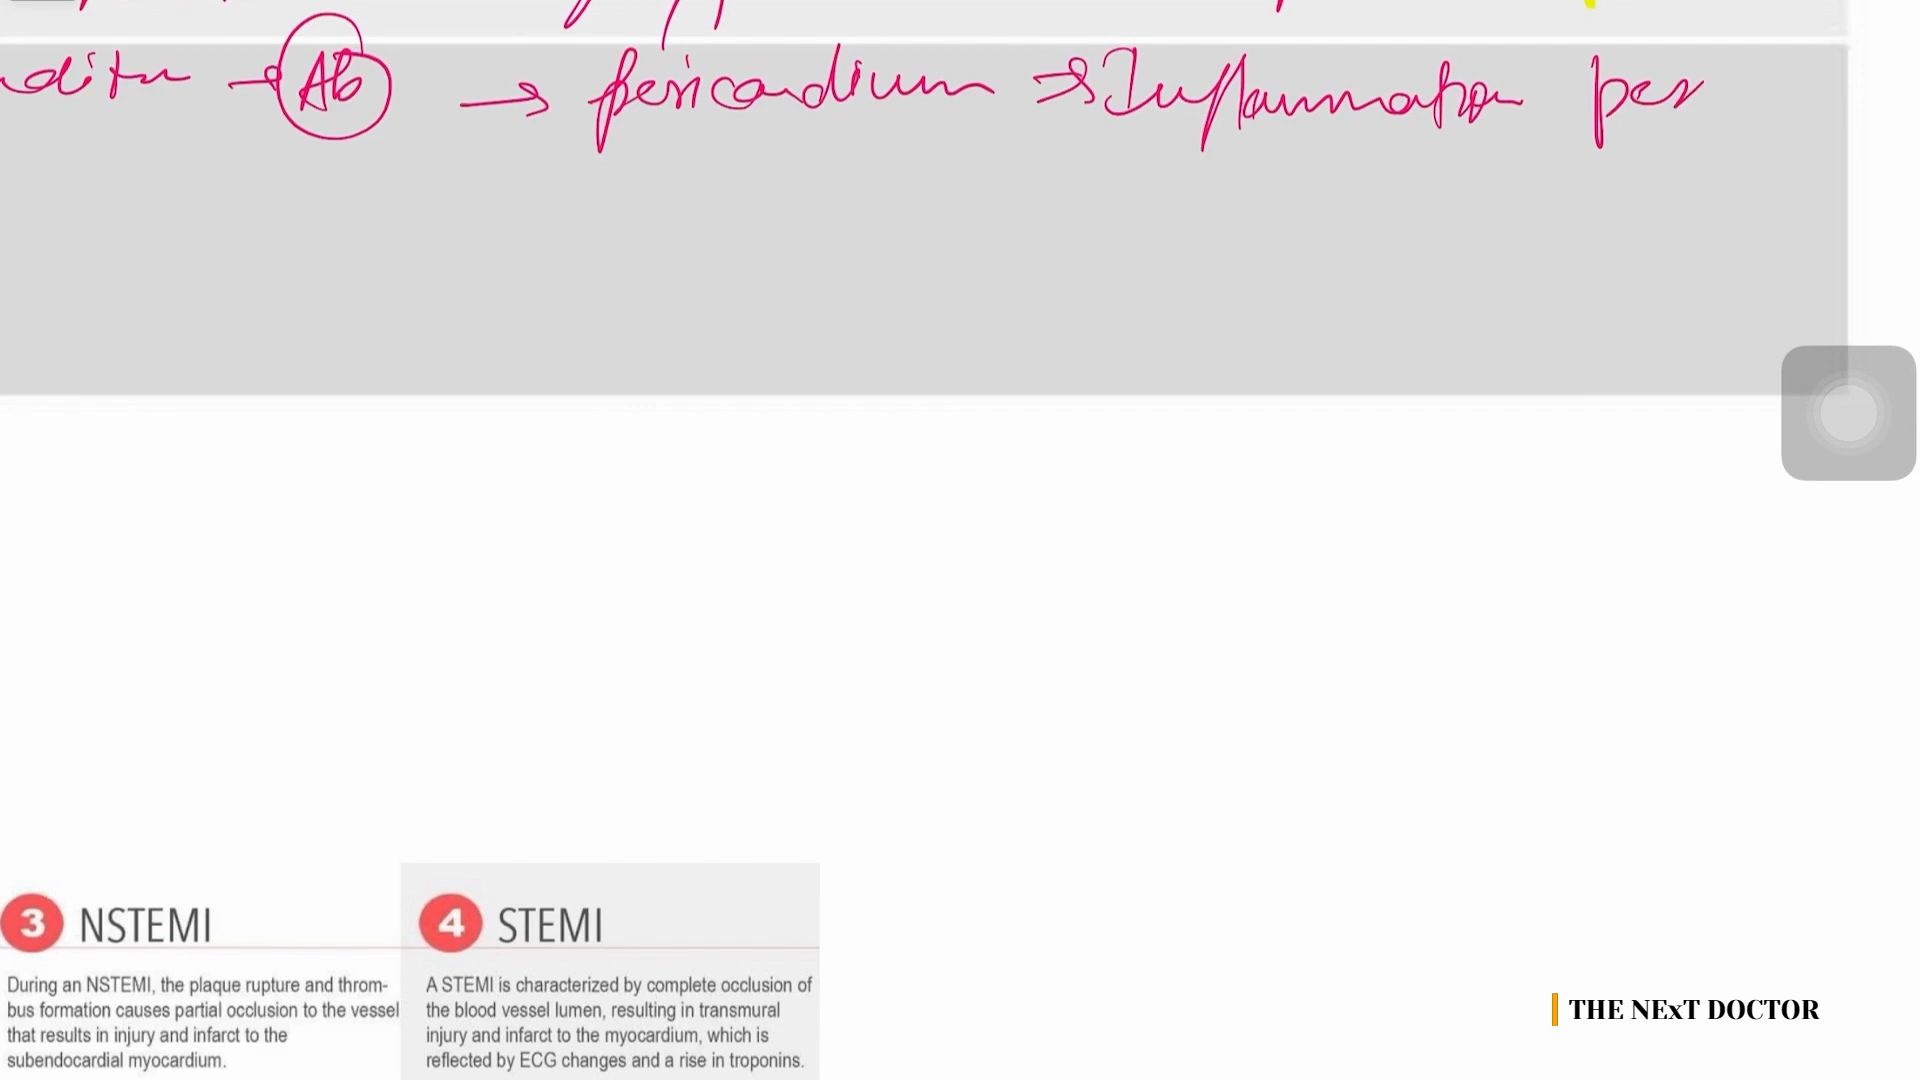 → Ab → pericardium → Inflammation per
3 NSTEMI
During an NSTEMI, the plaque rupture and throm-
bus formation causes partial occlusion to the vessel
that results in injury and infarct to the
subendocardial myocardium.
4 STEMI
A STEMI is characterized by complete occlusion of
the blood vessel lumen, resulting in transmural
injury and infarct to the myocardium, which is
reflected by ECG changes and a rise in troponins.
THE NExT DOCTOR